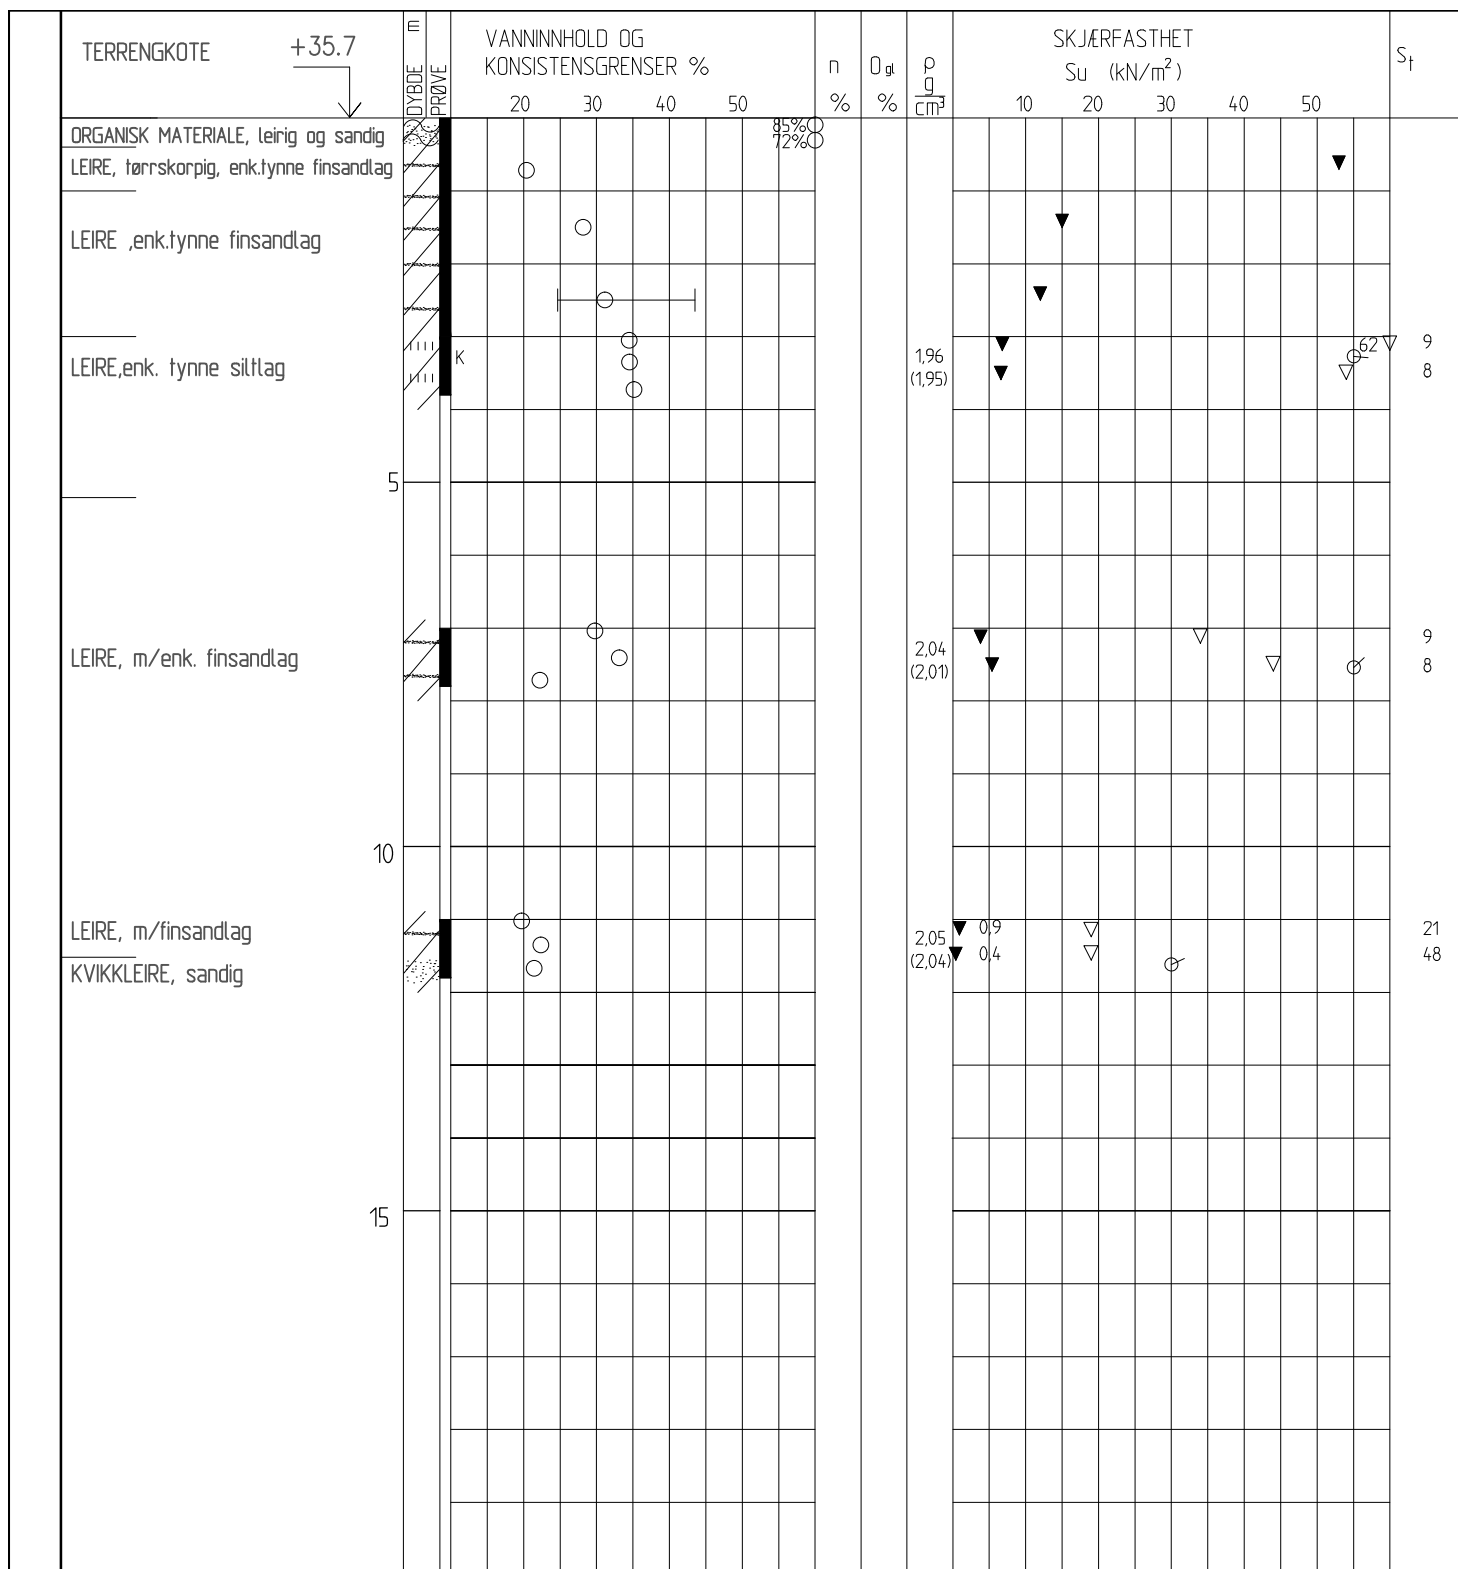 TERRENGKOTE +35.7
m
DYBDE
PRØVE
VANNINNHOLD OG
KONSISTENSGRENSER %
20 30 40 50
n
%
O gl
%
ρ
g
cm³
SKJÆRFASTHET
Su (kN/m²)
10 20 30 40 50
St
ORGANISK MATERIALE, leirig og sandig
85%
72%
LEIRE, tørrskorpig, enk.tynne finsandlag
LEIRE ,enk.tynne finsandlag
LEIRE,enk. tynne siltlag
K
1,96
(1,95)
62
9
8
5
LEIRE, m/enk. finsandlag
2,04
(2,01)
9
8
10
LEIRE, m/finsandlag
2,05
(2,04)
0,9
0,4
21
48
KVIKKLEIRE, sandig
15